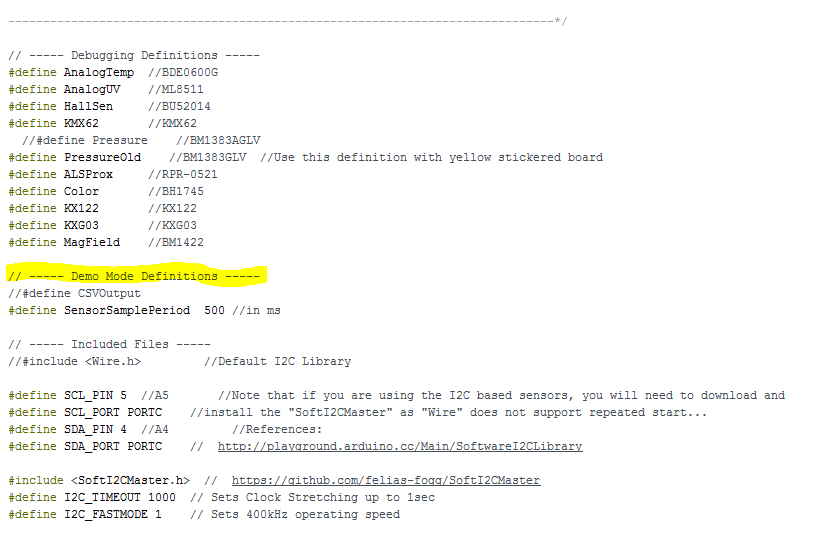 ------------------------------------------------------------------------------*/
// ----- Debugging Definitions -----
#define AnalogTemp  //BDE0600G
#define AnalogUV    //ML8511
#define HallSen     //BU52014
#define KMX62       //KMX62
  //#define Pressure    //BM1383AGLV
#define PressureOld    //BM1383GLV  //Use this definition with yellow stickered board
#define ALSProx     //RPR-0521
#define Color       //BH1745
#define KX122       //KX122
#define KXG03       //KXG03
#define MagField    //BM1422
// ----- Demo Mode Definitions -----
//#define CSVOutput
#define SensorSamplePeriod  500 //in ms
// ----- Included Files -----
//#include <Wire.h>         //Default I2C Library
#define SCL_PIN 5  //A5       //Note that if you are using the I2C based sensors, you will need to download and
#define SCL_PORT PORTC    //install the "SoftI2CMaster" as "Wire" does not support repeated start...
#define SDA_PIN 4  //A4         //References:
#define SDA_PORT PORTC    //  http://playground.arduino.cc/Main/SoftwareI2CLibrary
#include <SoftI2CMaster.h>  //  https://github.com/felias-fogg/SoftI2CMaster
#define I2C_TIMEOUT 1000  // Sets Clock Stretching up to 1sec
#define I2C_FASTMODE 1    // Sets 400kHz operating speed